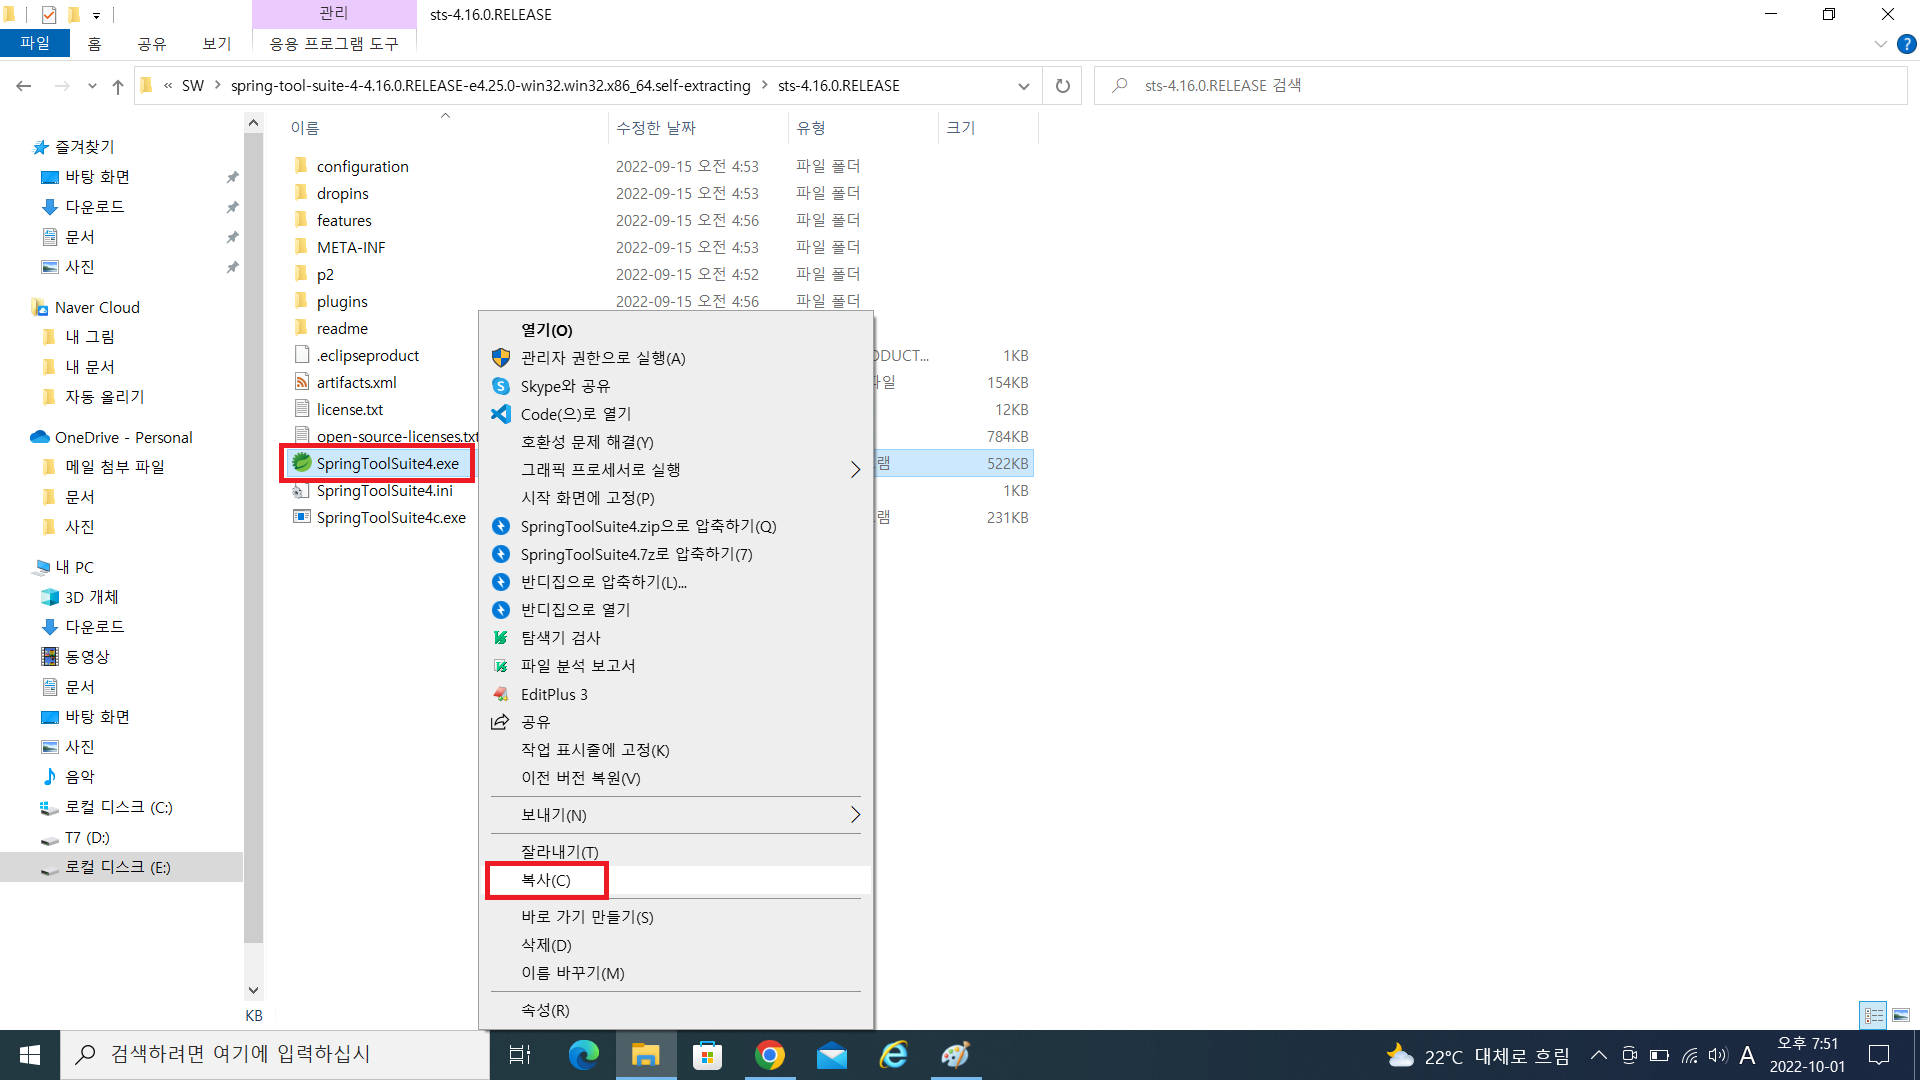 관리
sts-4.16.0.RELEASE
파일
홈
공유
보기
응용 프로그램 도구
« SW > spring-tool-suite-4-4.16.0.RELEASE-e4.25.0-win32.win32.x86_64.self-extracting > sts-4.16.0.RELEASE
sts-4.16.0.RELEASE 검색
즐겨찾기
바탕 화면
다운로드
문서
사진
Naver Cloud
내 그림
내 문서
자동 올리기
OneDrive - Personal
메일 첨부 파일
문서
사진
내 PC
3D 개체
다운로드
동영상
문서
바탕 화면
사진
음악
로컬 디스크 (C:)
T7 (D:)
로컬 디스크 (E:)
KB
이름 수정한 날짜 유형 크기
configuration 2022-09-15 오전 4:53 파일 폴더
dropins 2022-09-15 오전 4:53 파일 폴더
features 2022-09-15 오전 4:56 파일 폴더
META-INF 2022-09-15 오전 4:53 파일 폴더
p2 2022-09-15 오전 4:52 파일 폴더
plugins 2022-09-15 오전 4:56 파일 폴더
readme
.eclipseproduct ODUCT... 1KB
artifacts.xml 파일 154KB
license.txt 12KB
open-source-licenses.txt 784KB
SpringToolSuite4.exe 램 522KB
SpringToolSuite4.ini 1KB
SpringToolSuite4c.exe 램 231KB
열기(O)
관리자 권한으로 실행(A)
Skype와 공유
Code(으)로 열기
호환성 문제 해결(Y)
그래픽 프로세서로 실행
시작 화면에 고정(P)
SpringToolSuite4.zip으로 압축하기(Q)
SpringToolSuite4.7z로 압축하기(7)
반디집으로 압축하기(L)...
반디집으로 열기
탐색기 검사
파일 분석 보고서
EditPlus 3
공유
작업 표시줄에 고정(K)
이전 버전 복원(V)
보내기(N)
잘라내기(T)
복사(C)
바로 가기 만들기(S)
삭제(D)
이름 바꾸기(M)
속성(R)
검색하려면 여기에 입력하십시
22°C 대체로 흐림
A
오후 7:51
2022-10-01